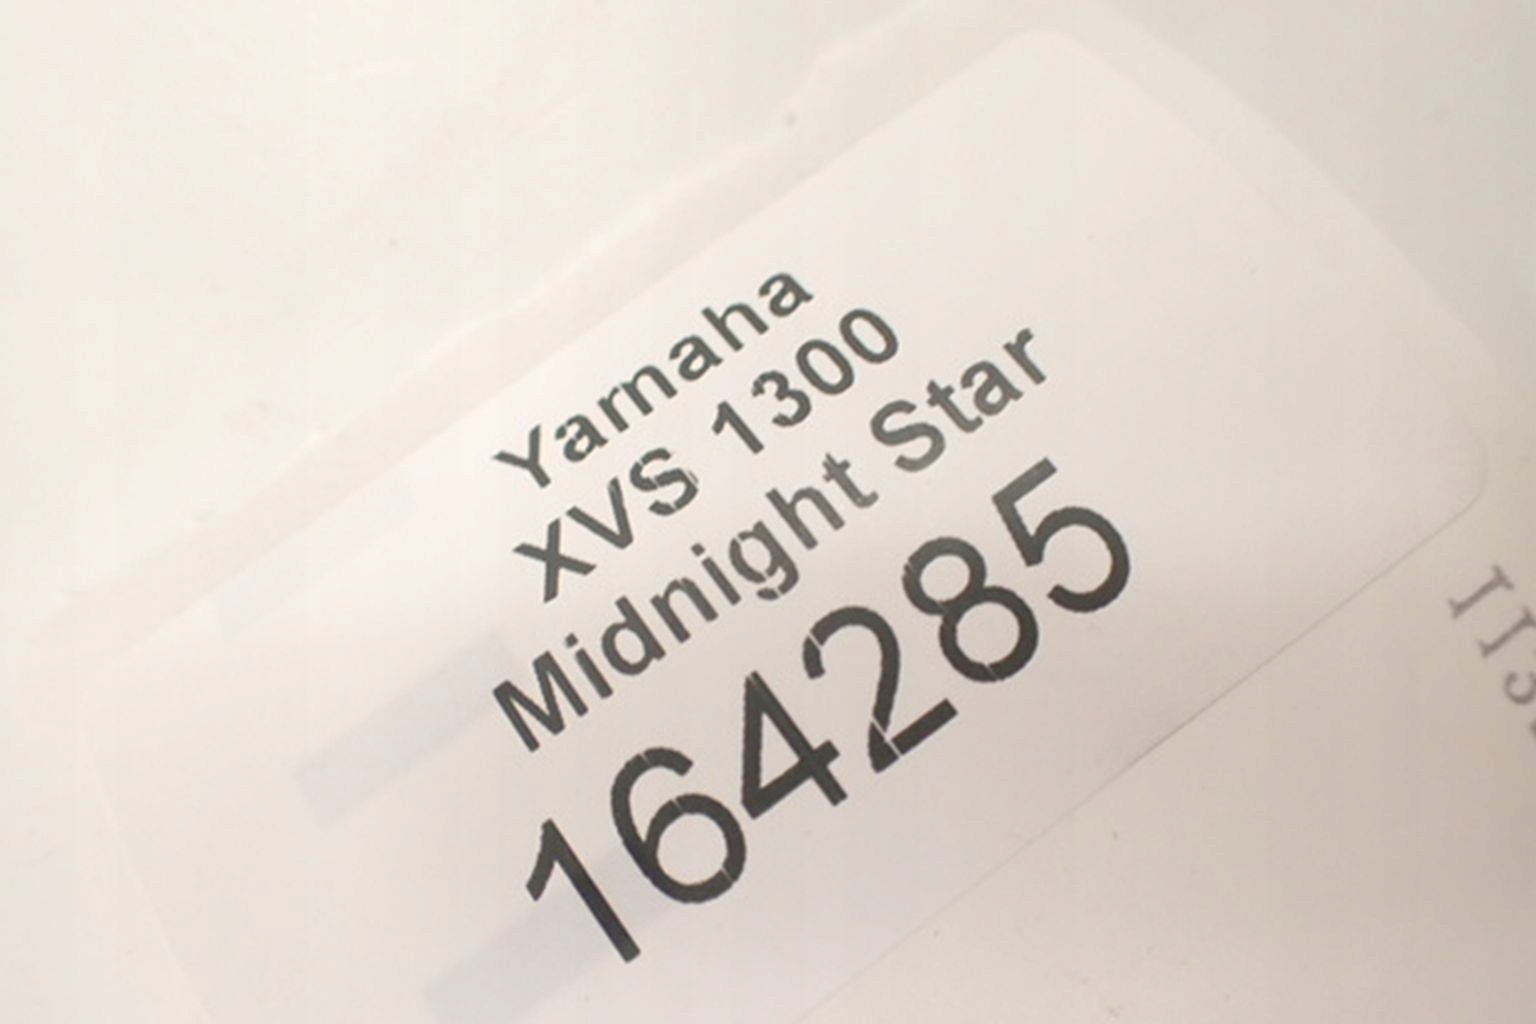 Yamaha
XVS 1300
Midnight Star
164285